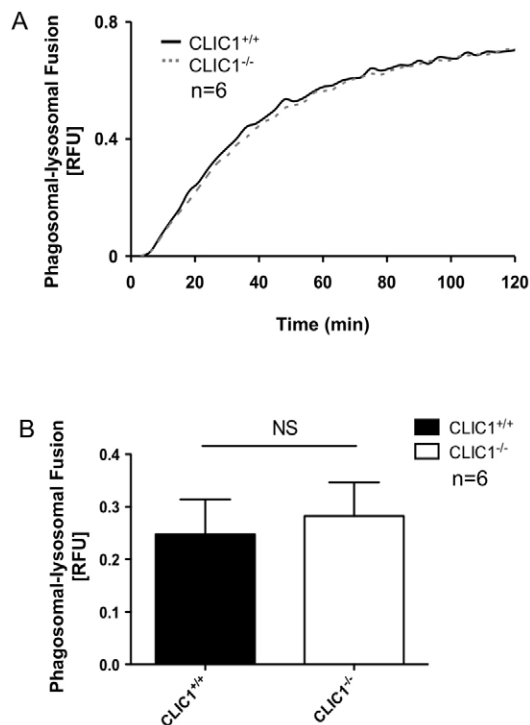 A
Phagosomal-lysosomal Fusion
[RFU]
0.8
0.4
0
CLIC1+/+
CLIC1-/-
n=6
0 20 40 60 80 100 120
Time (min)
B
Phagosomal-lysosomal Fusion
[RFU]
0.4
0.3
0.2
0.1
0.0
NS
CLIC1+/+
CLIC1-/-
n=6
CLIC1+/+
CLIC1-/-